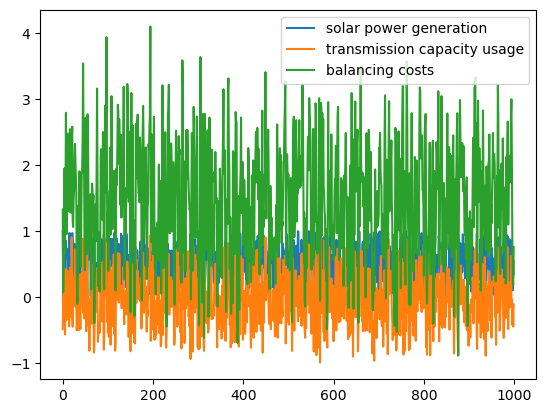 solar power generation
transmission capacity usage
balancing costs
4
3
2
1
0
−1
0 200 400 600 800 1000